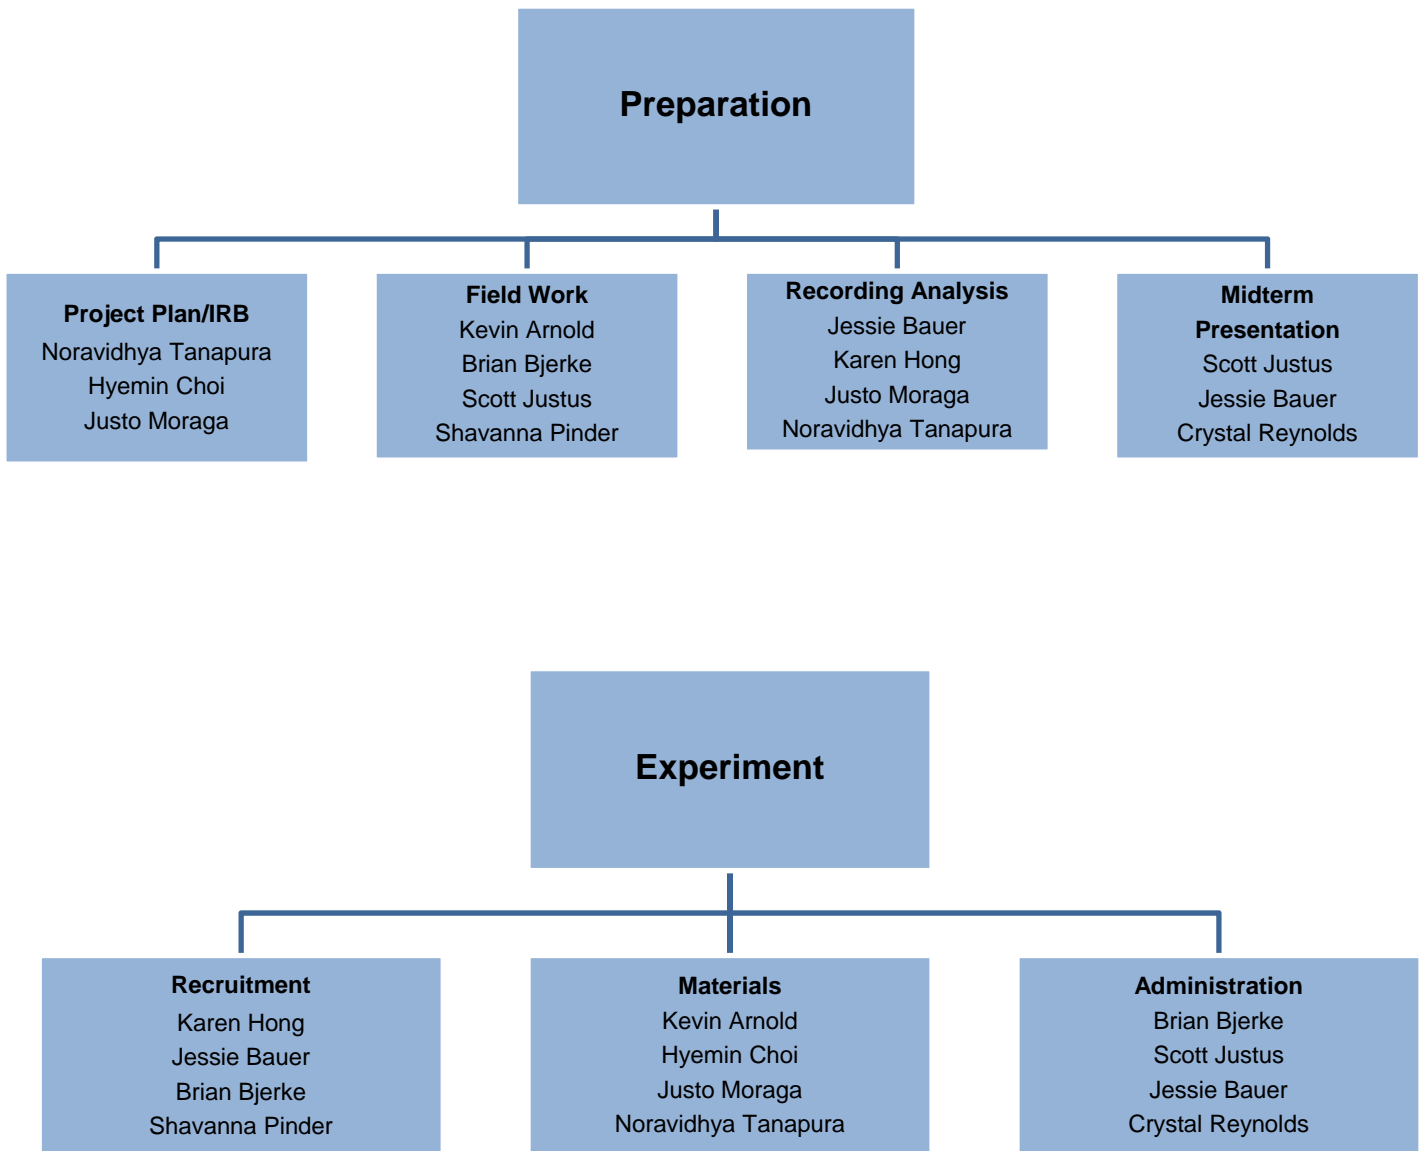 Preparation
Project Plan/IRB
Noravidhya Tanapura
Hyemin Choi
Justo Moraga
Field Work
Kevin Arnold
Brian Bjerke
Scott Justus
Shavanna Pinder
Recording Analysis
Jessie Bauer
Karen Hong
Justo Moraga
Noravidhya Tanapura
Midterm
Presentation
Scott Justus
Jessie Bauer
Crystal Reynolds
Experiment
Recruitment
Karen Hong
Jessie Bauer
Brian Bjerke
Shavanna Pinder
Materials
Kevin Arnold
Hyemin Choi
Justo Moraga
Noravidhya Tanapura
Administration
Brian Bjerke
Scott Justus
Jessie Bauer
Crystal Reynolds